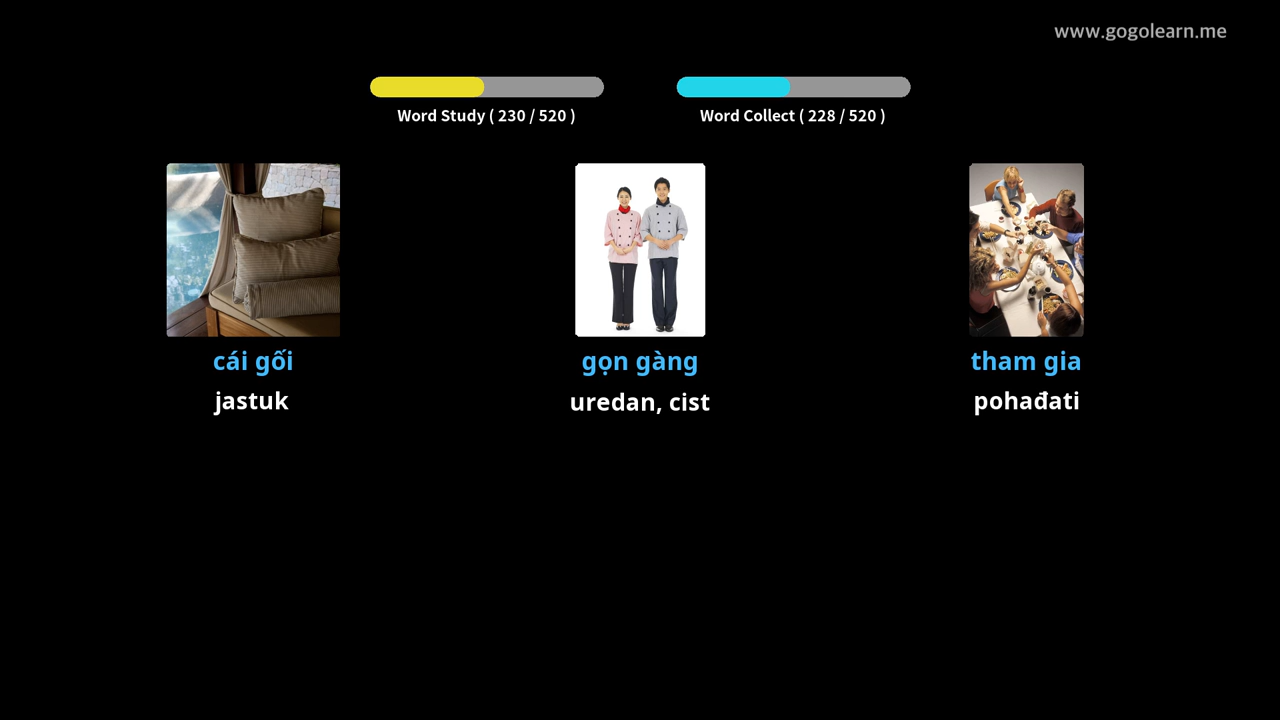 www.gogolearn.me
Word Study ( 230 / 520 )
Word Collect ( 228 / 520 )
cái gối
gọn gàng
tham gia
jastuk
uredan, cist
pohađati